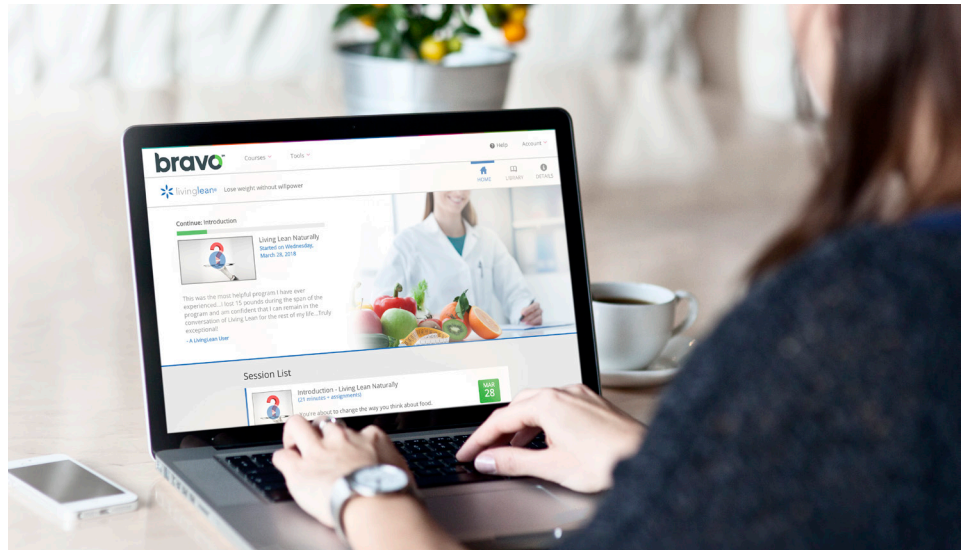 bravo
Courses
Tools
Help
Account
livinglean®
Lose weight without willpower
HOME
LIBRARY
DETAILS
Continue: Introduction
Living Lean Naturally
Started on Wednesday,
March 28, 2018
This was the most helpful program I have ever
experienced...I lost 15 pounds during the span of the
program and am confident that I can remain in the
conversation of Living Lean for the rest of my life...Truly
exceptional!
- A LivingLean User
Session List
Introduction - Living Lean Naturally
(21 minutes + assignments)
You're about to change the way you think about food.
MAR
28